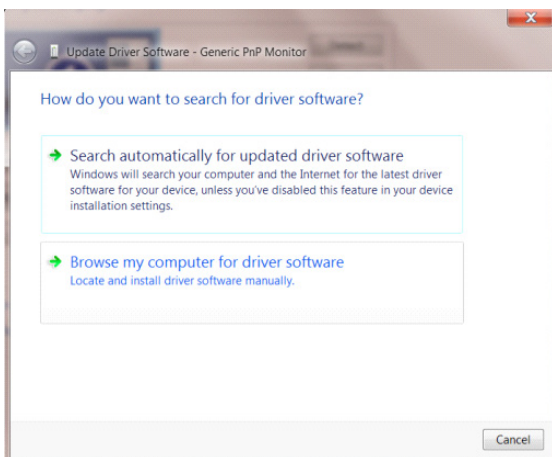 Update Driver Software - Generic PnP Monitor
How do you want to search for driver software?
Search automatically for updated driver software
Windows will search your computer and the Internet for the latest driver
software for your device, unless you've disabled this feature in your device
installation settings.
Browse my computer for driver software
Locate and install driver software manually.
Cancel